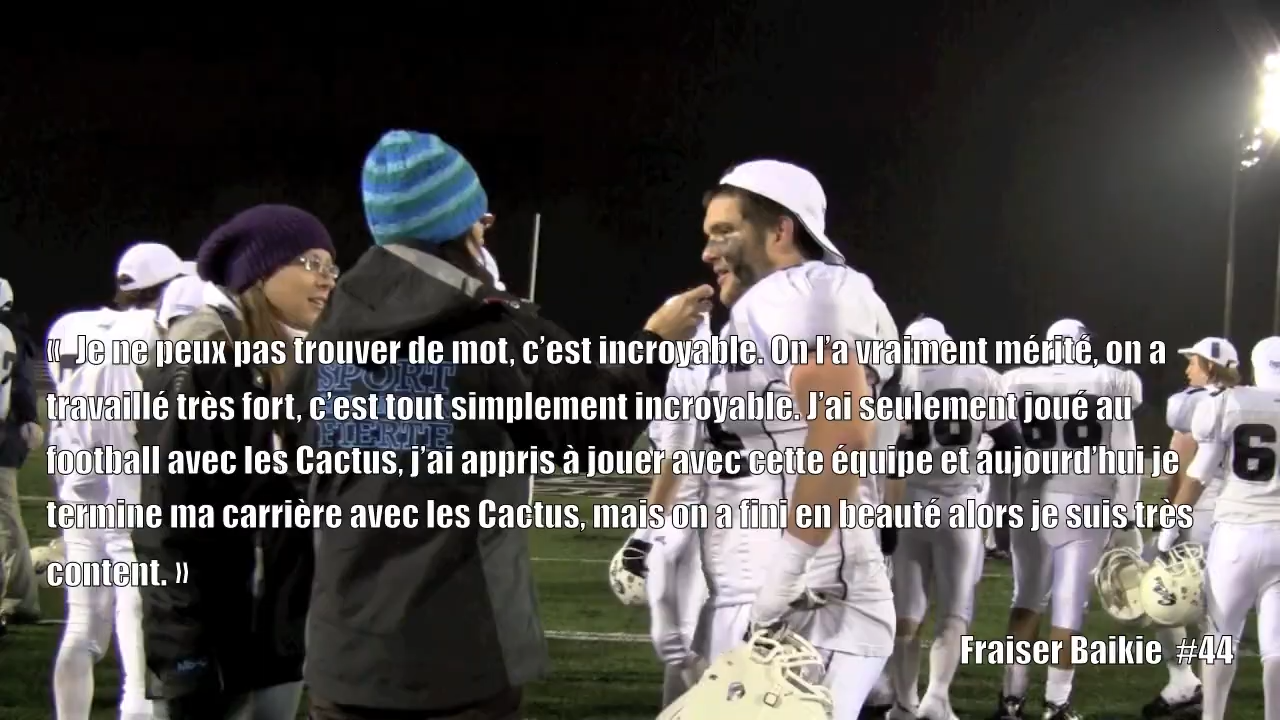 « Je ne peux pas trouver de mot, c’est incroyable. On l’a vraiment mérité, on a
travaillé très fort, c’est tout simplement incroyable. J’ai seulement joué au
football avec les Cactus, j’ai appris à jouer avec cette équipe et aujourd’hui je
termine ma carrière avec les Cactus, mais on a fini en beauté alors je suis très
content. »
Fraiser Baikie #44
SPORT
FIERTÉ
68
6